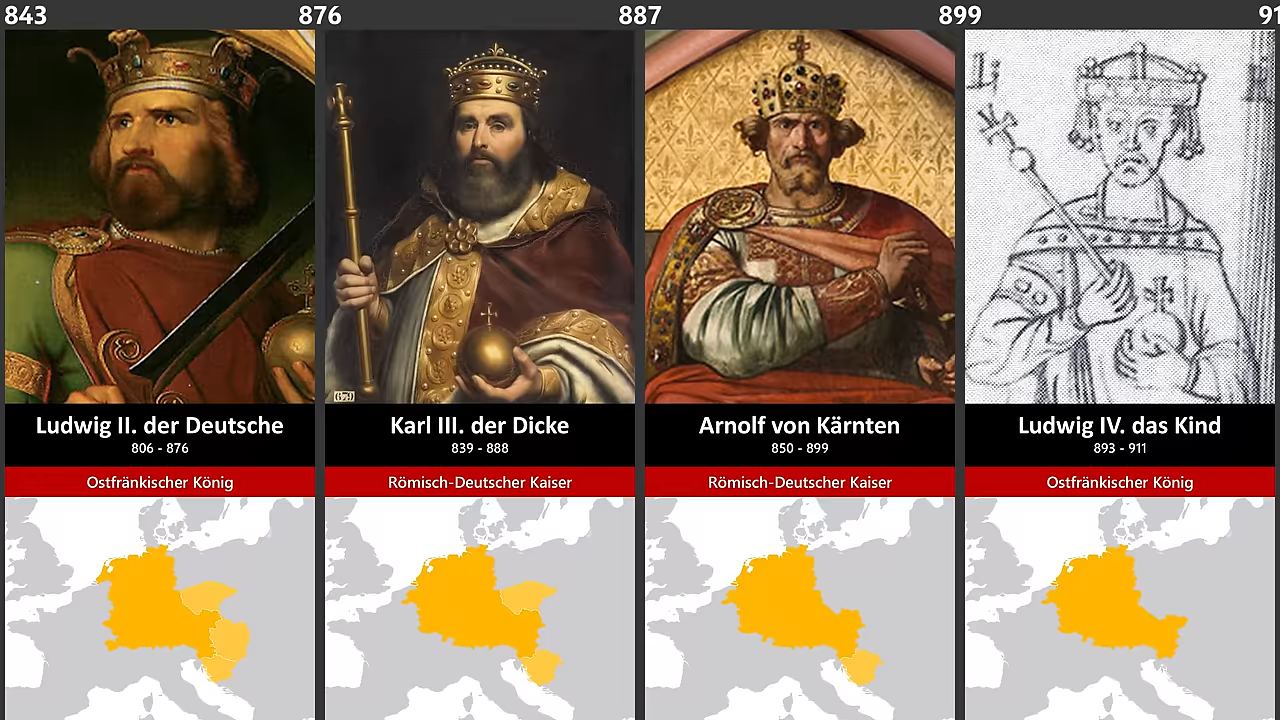 843
876
887
899
Ludwig II. der Deutsche
806 - 876
Ostfränkischer König
Karl III. der Dicke
839 - 888
Römisch-Deutscher Kaiser
Arnolf von Kärnten
850 - 899
Römisch-Deutscher Kaiser
Ludwig IV. das Kind
893 - 911
Ostfränkischer König